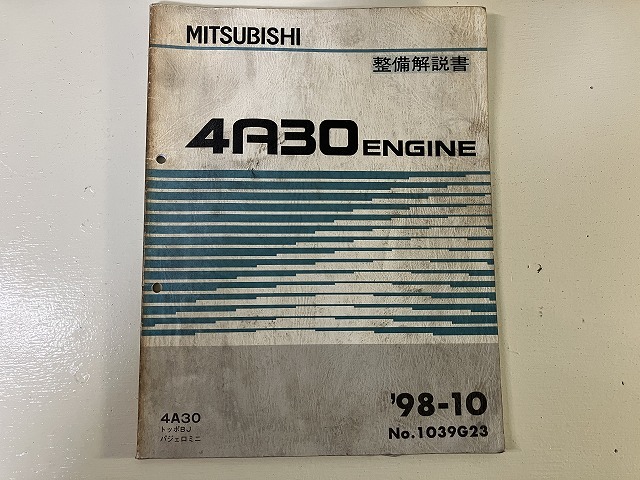 MITSUBISHI
整備解説書
4A30 ENGINE
4A30
トッポBJ
パジェロミニ
'98-10
No.1039G23